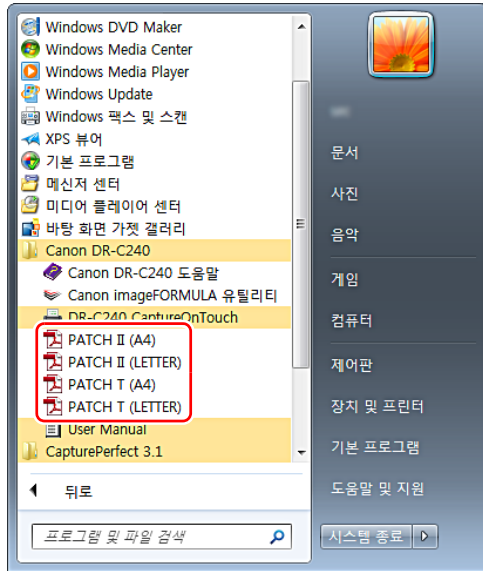 Windows DVD Maker
Windows Media Center
Windows Media Player
Windows Update
Windows 팩스 및 스캔
XPS 뷰어
기본 프로그램
메신저 센터
미디어 플레이어 센터
바탕 화면 가젯 갤러리
Canon DR-C240
Canon DR-C240 도움말
Canon imageFORMULA 유틸리티
DR-C240 CaptureOnTouch
PATCH II (A4)
PATCH II (LETTER)
PATCH T (A4)
PATCH T (LETTER)
User Manual
CapturePerfect 3.1
뒤로
프로그램 및 파일 검색
문서
사진
음악
게임
컴퓨터
제어판
장치 및 프린터
기본 프로그램
도움말 및 지원
시스템 종료